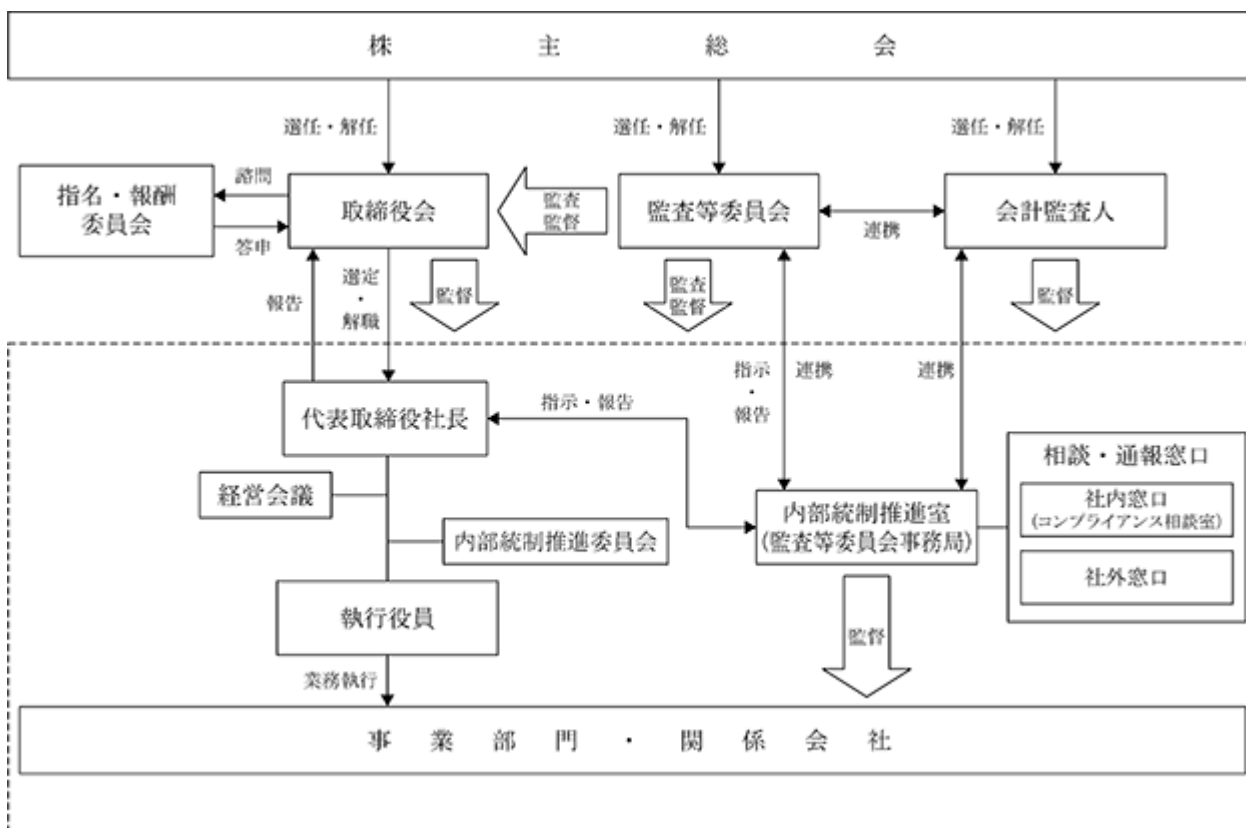 株主総会
選任・解任
選任・解任
選任・解任
指名・報酬
委員会
諮問
答申
取締役会
監査
監督
監査等委員会
連携
会計監査人
報告
選定
・
解職
監督
監査
監督
監督
代表取締役社長
指示・報告
指示
・
報告
連携
連携
経営会議
内部統制推進委員会
内部統制推進室
(監査等委員会事務局)
相談・通報窓口
社内窓口
(コンプライアンス相談室)
社外窓口
執行役員
業務執行
監督
事業部門・関係会社